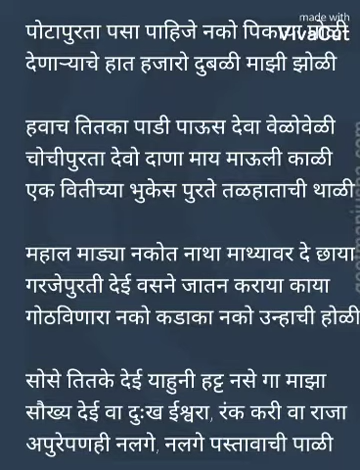 made with
VivaCut
पोटापुरता पसा पाहिजे नको
देणाऱ्याचे हात हजारो दुबळी माझी झोळी
हवाच तितका पाडी पाऊस देवा वेळोवेळी
चोचीपुरता देवो दाणा माय माऊली काळी
एक वितीच्या भुकेस पुरते तळहाताची थाळी
महाल माड्या नकोत नाथा माथ्यावर दे छाया
गरजेपुरती देई वसने जातन कराया काया
गोठविणारा नको कडाका नको उन्हाची होळी
सोसे तितके देई याहुनी हट्ट नसे गा माझा
सौख्य देई वा दुःख ईश्वरा, रंक करी वा राजा
अपुरेपणही नलगे, नलगे पस्तावाची पाळी